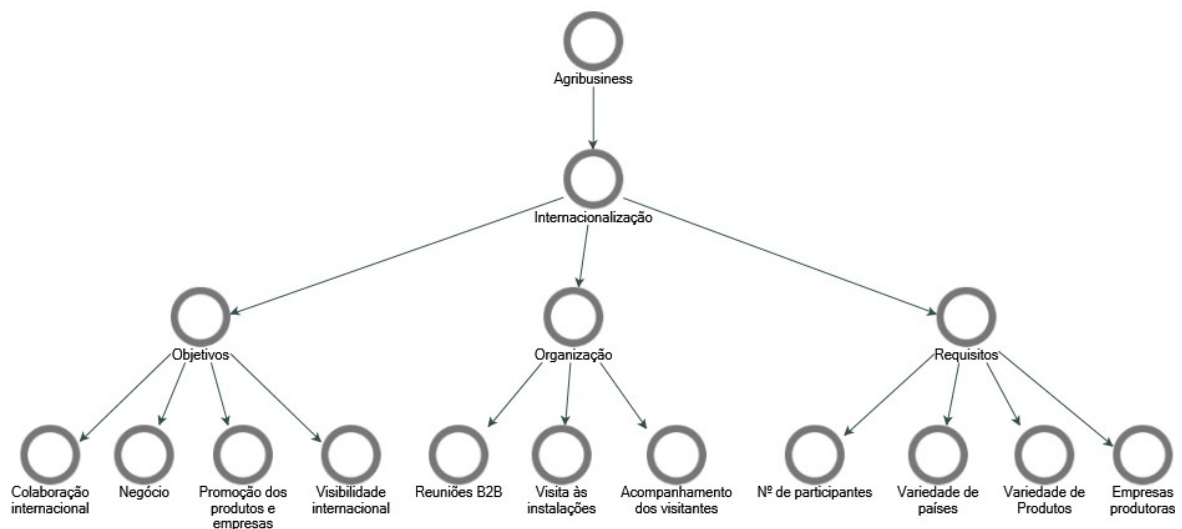 Agribusiness
Internacionalização
Objetivos
Organização
Requisitos
Colaboração
internacional
Negócio
Promoção dos
produtos e
empresas
Visibilidade
internacional
Reuniões B2B
Visita às
instalações
Acompanhamento
dos visitantes
Nº de participantes
Variedade de
países
Variedade de
Produtos
Empresas
produtoras